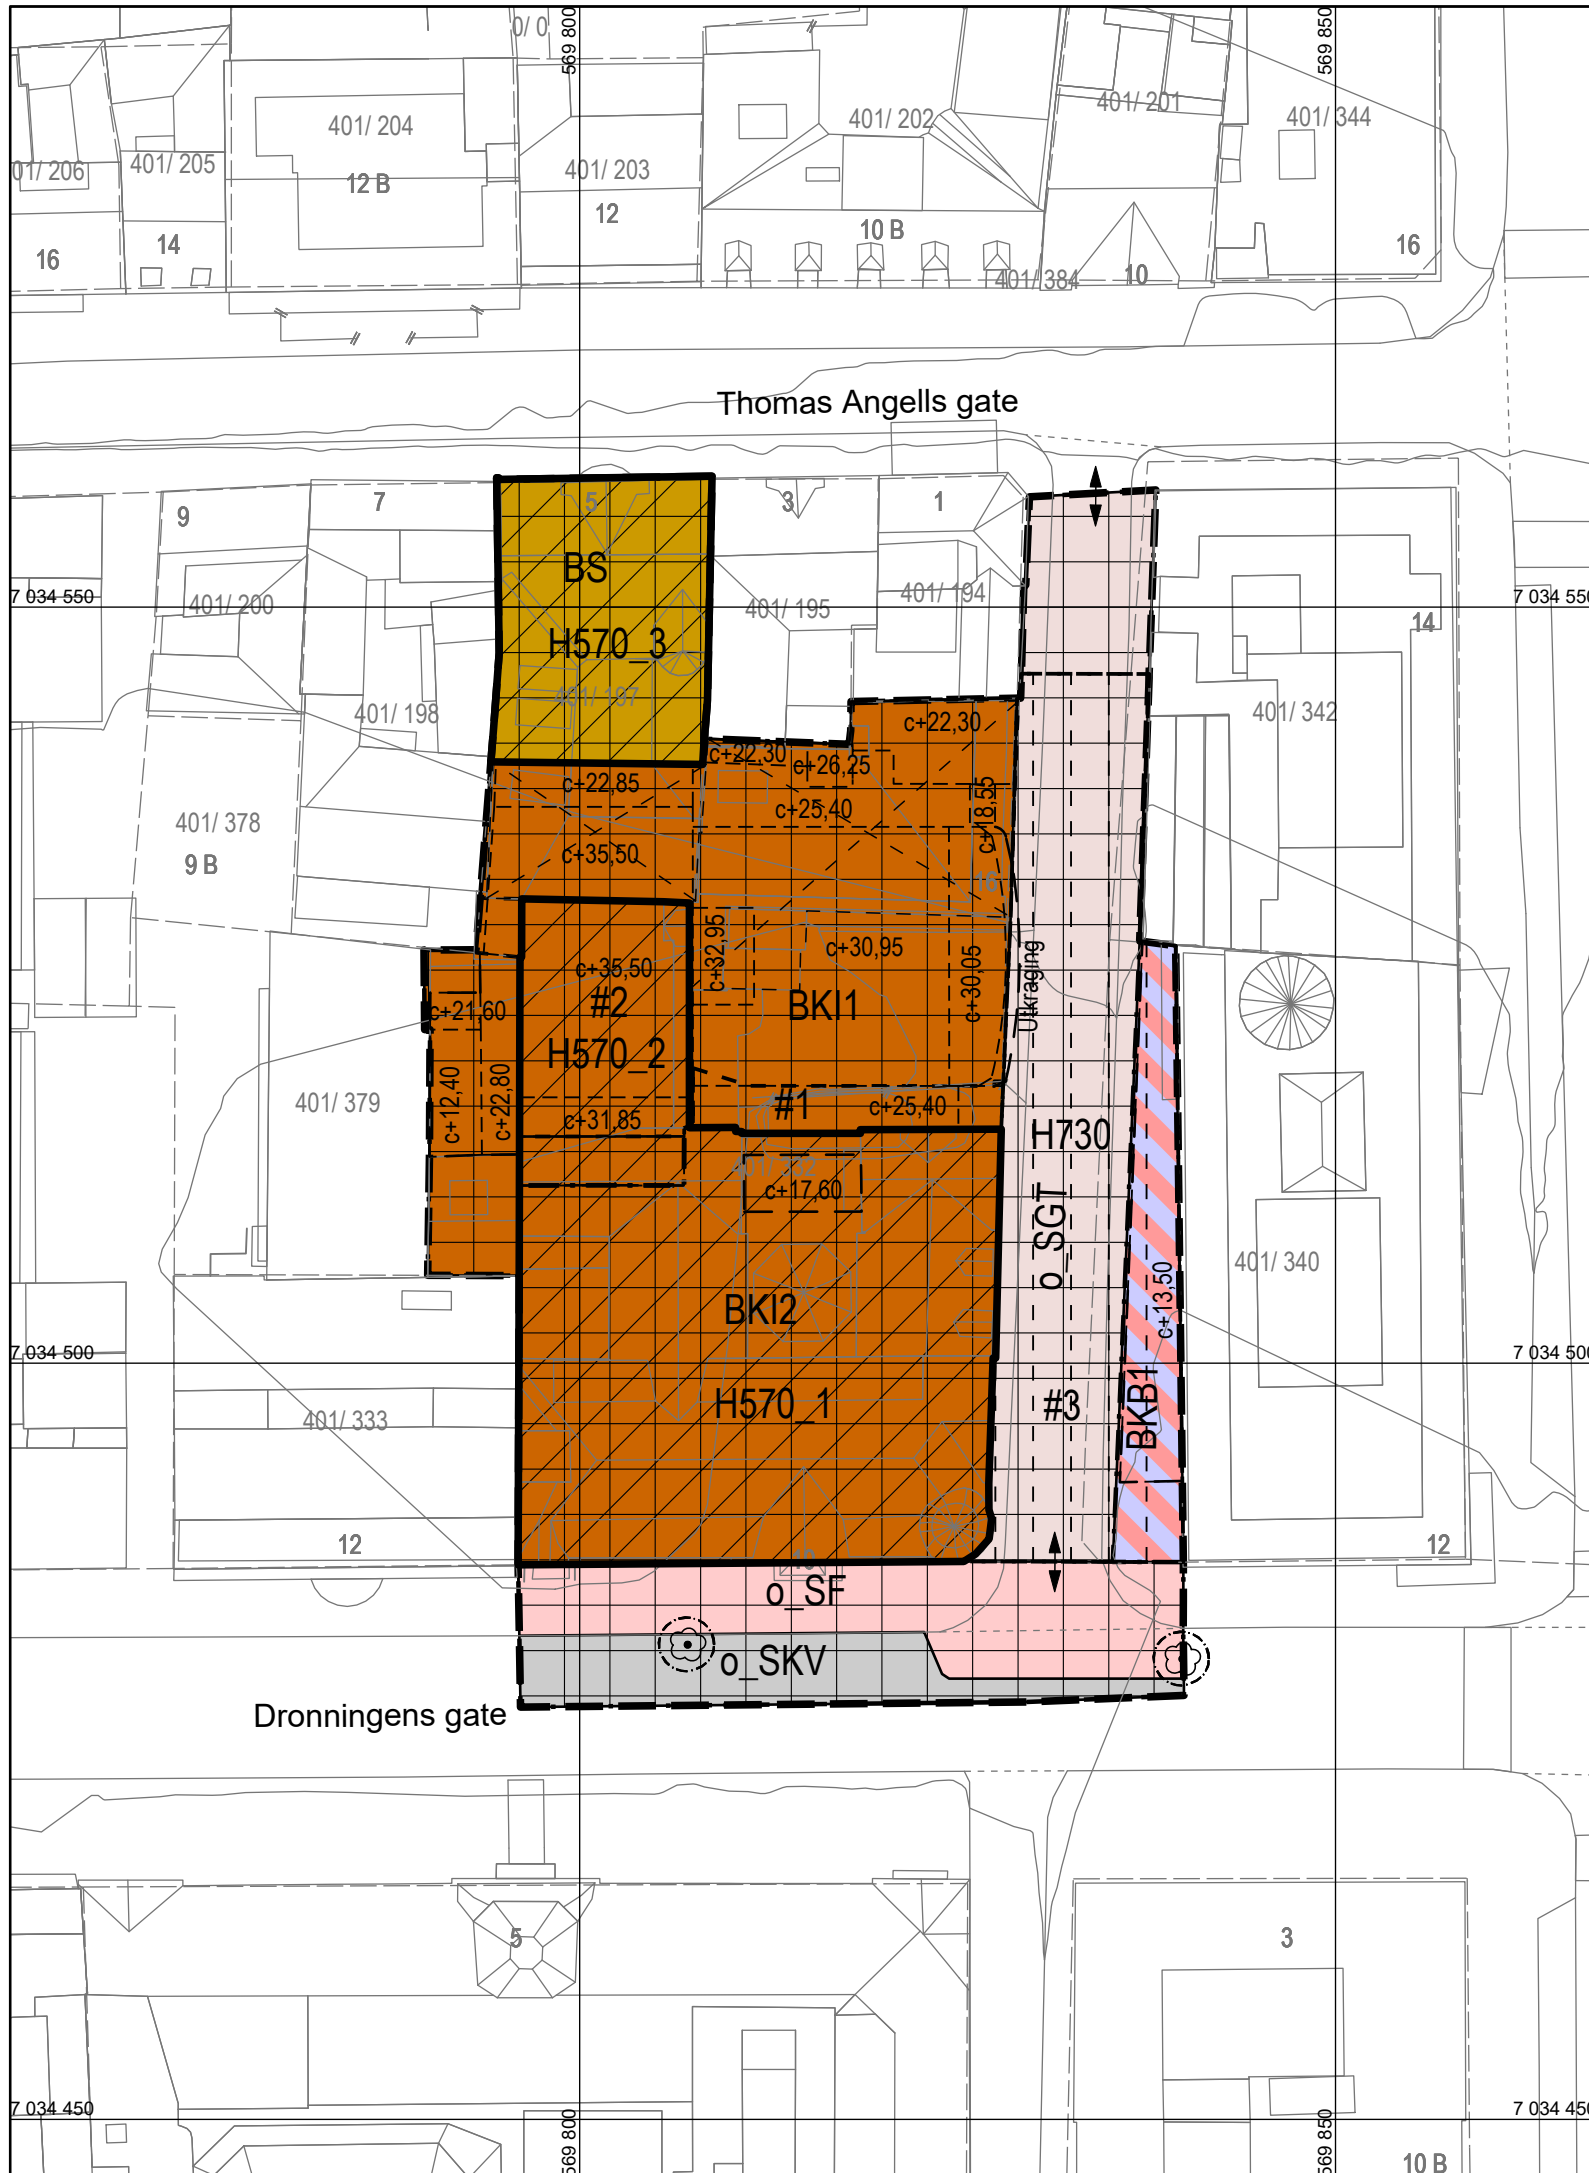 0/ 0
569 800
569 850
401/ 204
401/ 202
401/ 201
401/ 344
01/ 206
401/ 205
401/ 203
12 B
12
10 B
16
14
16
401/ 384
10
Thomas Angells gate
9
7
5
3
1
BS
7 034 550
401/ 200
401/ 195
401/ 194
7 034 550
14
H570_3
401/ 197
401/ 198
401/ 342
c+22,30
c+22,30
c+26,25
c+22,85
c+25,40
c+18,55
401/ 378
9 B
c+35,50
16
c+32,95
c+30,95
c+35,50
#2
c+30,05
Utkraging
c+21,60
BKI1
H570_2
c+12,40
c+22,80
401/ 379
#1
c+25,40
c+31,85
H730
401/ 332
c+17,60
o_SGT
401/ 340
c+13,50
BKI2
7 034 500
7 034 500
H570_1
#3
BKB1
401/ 333
12
12
10
o_SF
o_SKV
Dronningens gate
5
3
7 034 450
7 034 450
569 800
569 850
10 B